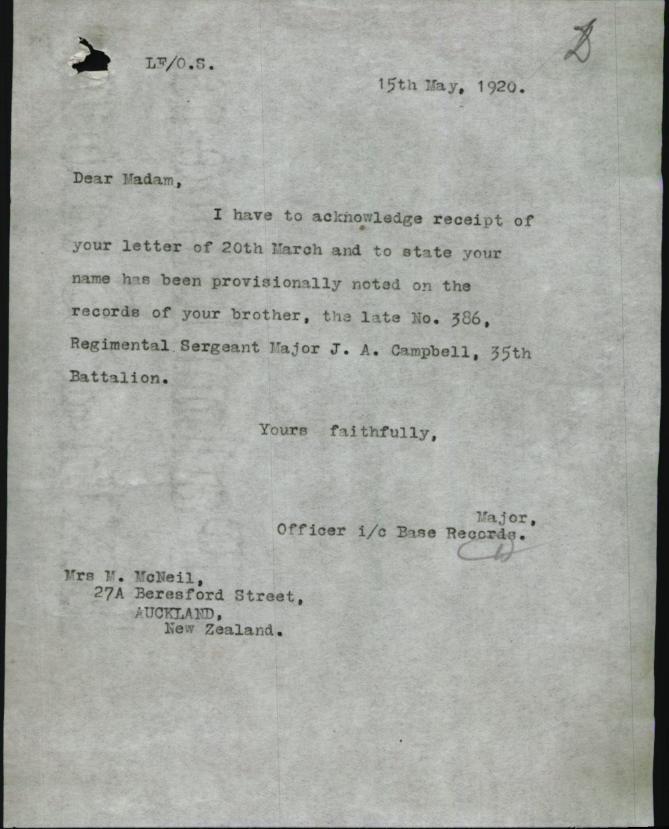 LF/O.S.
15th May, 1920.
Dear Madam,
I have to acknowledge receipt of
your letter of 20th March and to state your
name has been provisionally noted on the
records of your brother, the late No. 386,
Regimental Sergeant Major J. A. Campbell, 35th
Battalion.
Yours faithfully,
Major,
Officer i/c Base Records.
Mrs M. McNeil,
27A Beresford Street,
AUCKLAND,
New Zealand.